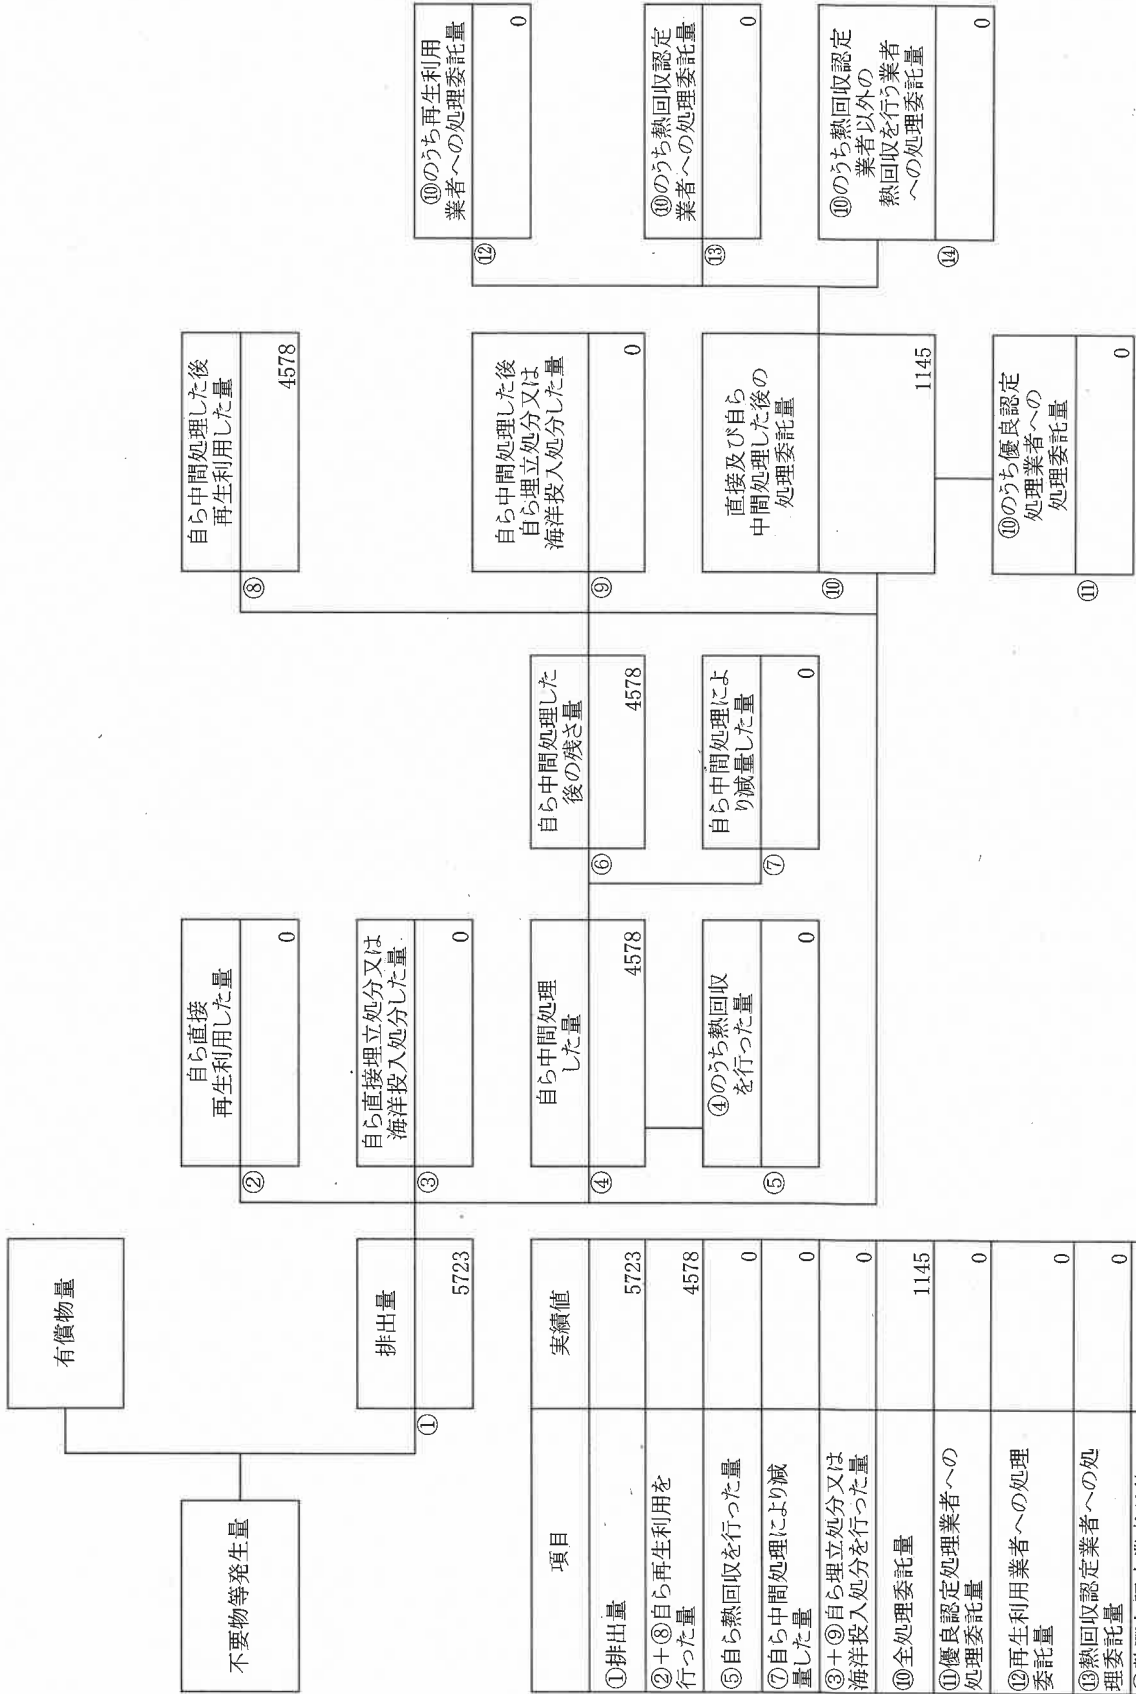 不要物等発生量
有償物量
排出量
①
5723
自ら直接
再生利用した量
②
0
自ら直接埋立処分又は
海洋投入処分した量
③
0
自ら中間処理
した量
④
4578
④のうち熱回収
を行った量
⑤
0
自ら中間処理した
後の残さ量
⑥
4578
自ら中間処理によ
り減量した量
⑦
0
自ら中間処理した後
再生利用した量
⑧
4578
自ら中間処理した後
自ら埋立処分又は
海洋投入処分した量
⑨
0
直接及び自ら
中間処理した後の
処理委託量
⑩
1145
⑩のうち優良認定
処理業者への
処理委託量
⑪
0
⑩のうち再生利用
業者への処理委託量
⑫
0
⑩のうち熱回収認定
業者への処理委託量
⑬
0
⑩のうち熱回収認定
業者以外の
熱回収を行う業者
への処理委託量
⑭
0
項目 実績値
①排出量 5723
②+⑧自ら再生利用を
行った量 4578
⑤自ら熱回収を行った量 0
⑦自ら中間処理により減
量した量 0
③+⑨自ら埋立処分又は
海洋投入処分を行った量 0
⑩全処理委託量 1145
⑪優良認定処理業者への
処理委託量 0
⑫再生利用業者への処理
委託量 0
⑬熱回収認定業者への処
理委託量 0